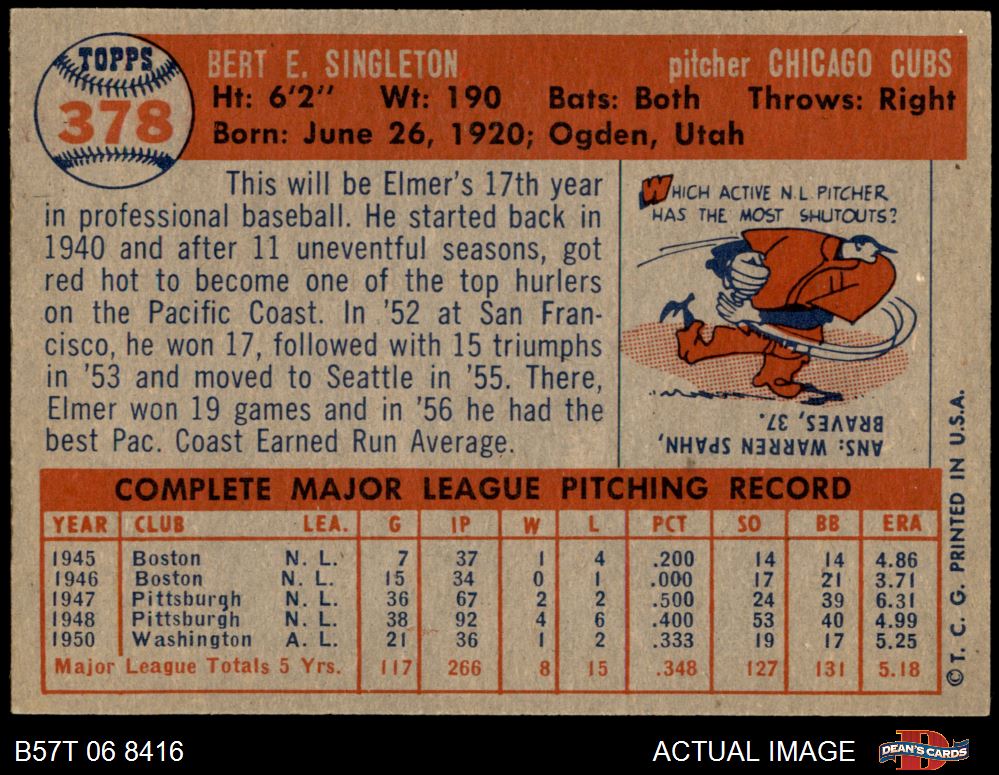 TOPPS
378
BERT E. SINGLETON pitcher CHICAGO CUBS
Ht: 6'2" Wt: 190 Bats: Both Throws: Right
Born: June 26, 1920; Ogden, Utah
This will be Elmer's 17th year
in professional baseball. He started back in
1940 and after 11 uneventful seasons, got
red hot to become one of the top hurlers
on the Pacific Coast. In '52 at San Fran-
cisco, he won 17, followed with 15 triumphs
in '53 and moved to Seattle in '55. There,
Elmer won 19 games and in '56 he had the
best Pac. Coast Earned Run Average.
WHICH ACTIVE N.L. PITCHER
HAS THE MOST SHUTOUTS?
ANS: WARREN SPAHN,
BRAVES, 37.
COMPLETE MAJOR LEAGUE PITCHING RECORD
YEAR CLUB LEA. G IP W L PCT SO BB ERA
1945 Boston N. L. 7 37 1 4 .200 14 14 4.86
1946 Boston N. L. 15 34 0 1 .000 17 21 3.71
1947 Pittsburgh N. L. 36 67 2 2 .500 24 39 6.31
1948 Pittsburgh N. L. 38 92 4 6 .400 53 40 4.99
1950 Washington A. L. 21 36 1 2 .333 19 17 5.25
Major League Totals 5 Yrs. 117 266 8 15 .348 127 131 5.18
© T. C. G. PRINTED IN U.S.A.
B57T 06 8416 ACTUAL IMAGE
D
DEAN'S CARDS